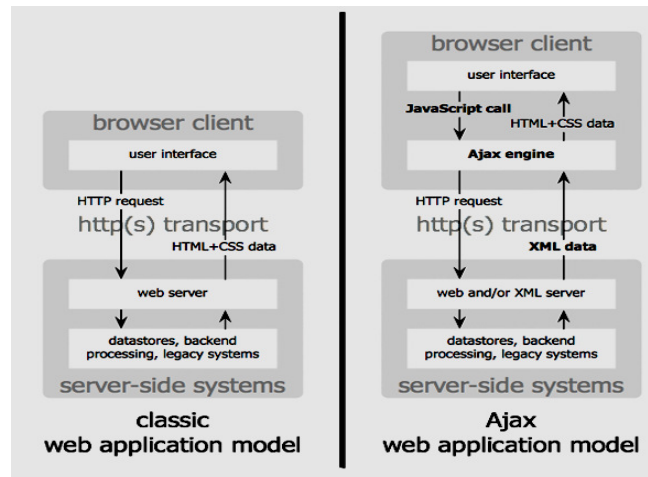 browser client
user interface
HTTP request
http(s) transport
HTML+CSS data
web server
datastores, backend
processing, legacy systems
server-side systems
classic
web application model
browser client
user interface
JavaScript call
HTML+CSS data
Ajax engine
HTTP request
http(s) transport
XML data
web and/or XML server
datastores, backend
processing, legacy systems
server-side systems
Ajax
web application model